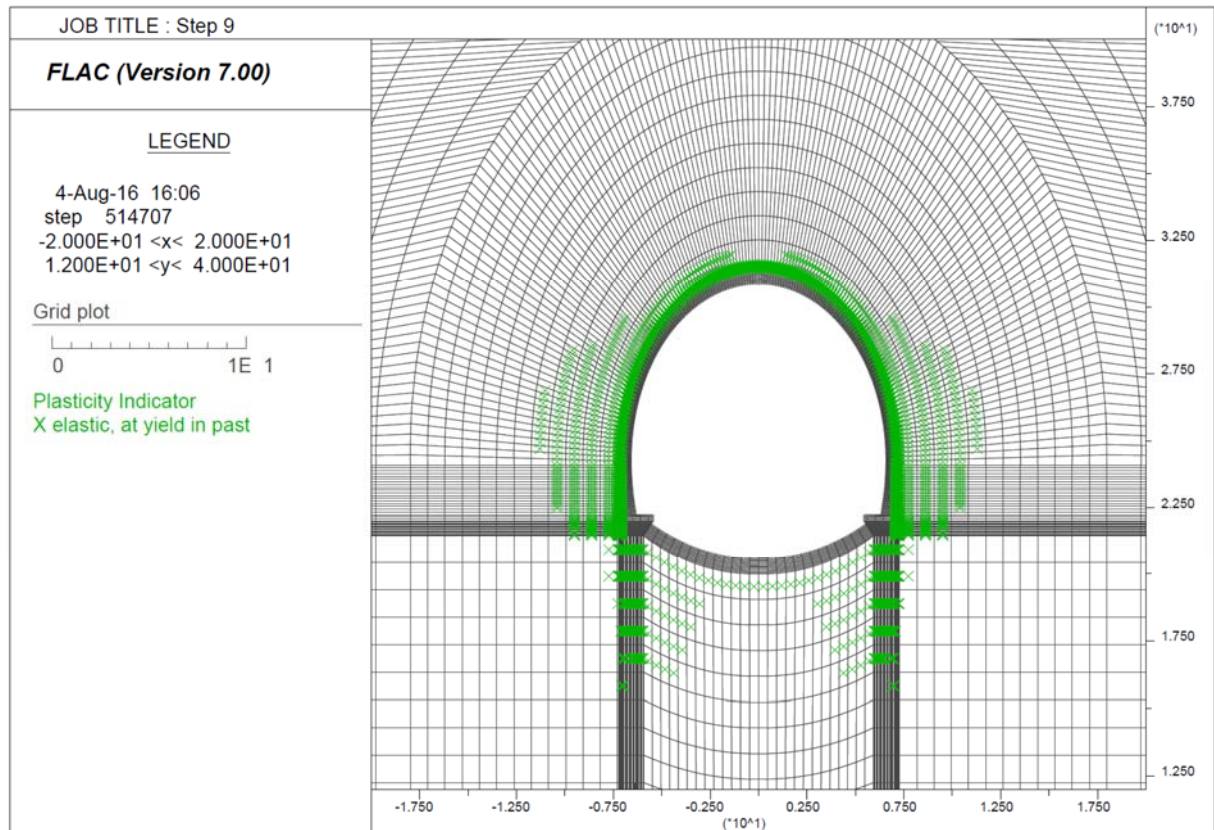 JOB TITLE : Step 9
(*10^1)
FLAC (Version 7.00)
LEGEND
4-Aug-16 16:06
step 514707
-2.000E+01 <x< 2.000E+01
1.200E+01 <y< 4.000E+01
Grid plot
0 1E 1
Plasticity Indicator
X elastic, at yield in past
3.750
3.250
2.750
2.250
1.750
1.250
-1.750 -1.250 -0.750 -0.250 0.250 0.750 1.250 1.750
(*10^1)